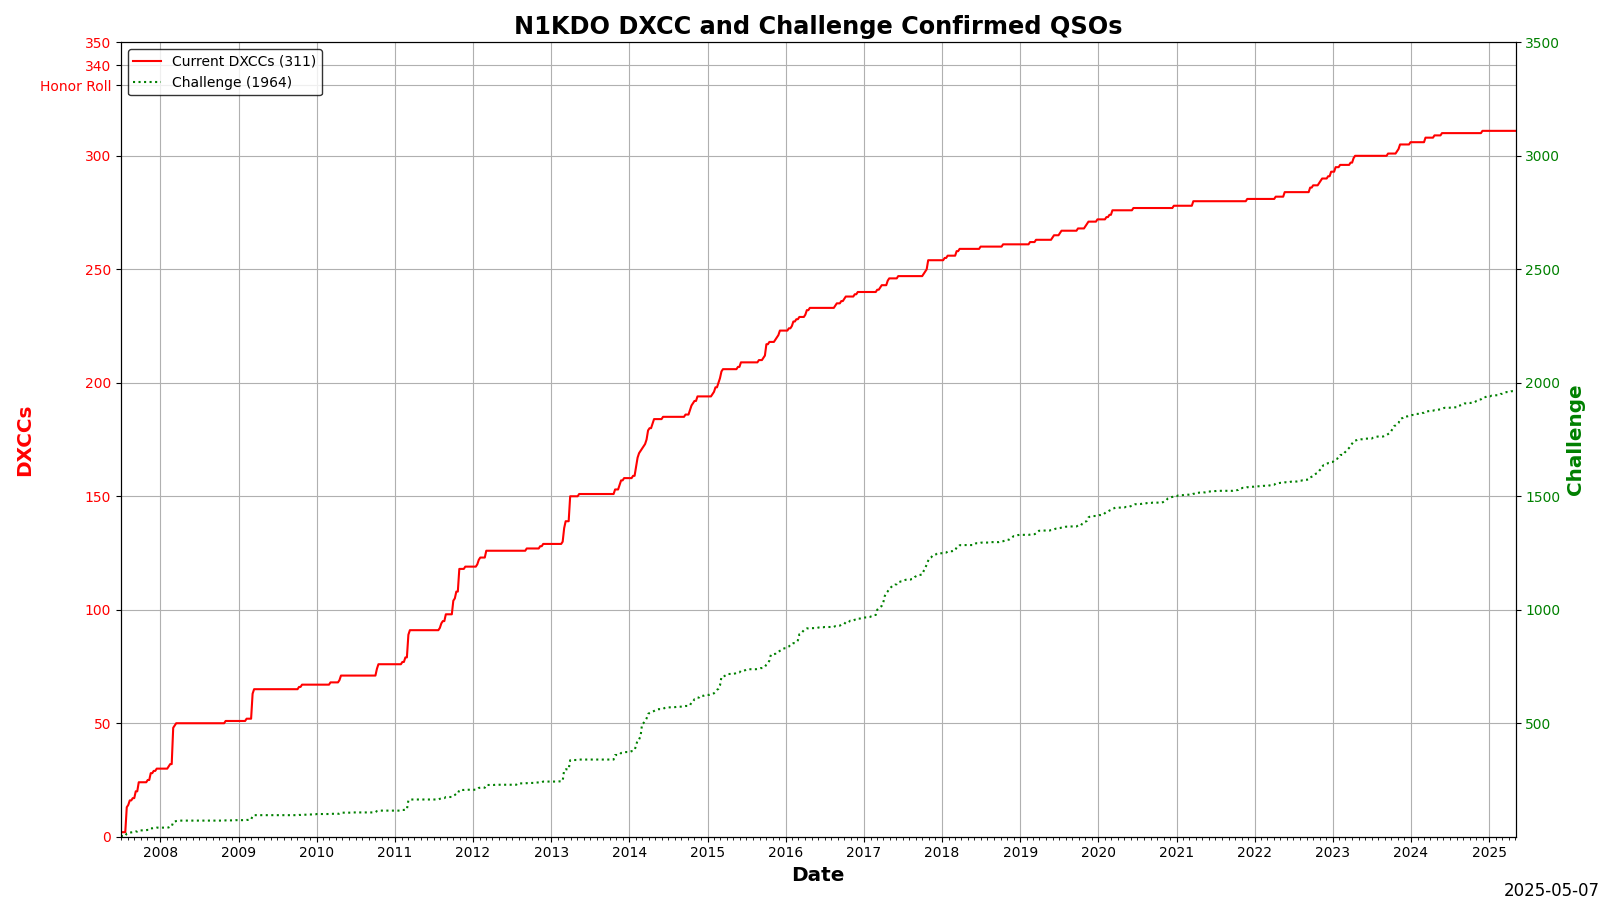 N1KDO DXCC and Challenge Confirmed QSOs
Current DXCCs (311)
Challenge (1964)
350
340
Honor Roll
300
250
200
150
100
50
0
DXCCs
3500
3000
2500
2000
1500
1000
500
Challenge
2008 2009 2010 2011 2012 2013 2014 2015 2016 2017 2018 2019 2020 2021 2022 2023 2024 2025
Date
2025-05-07